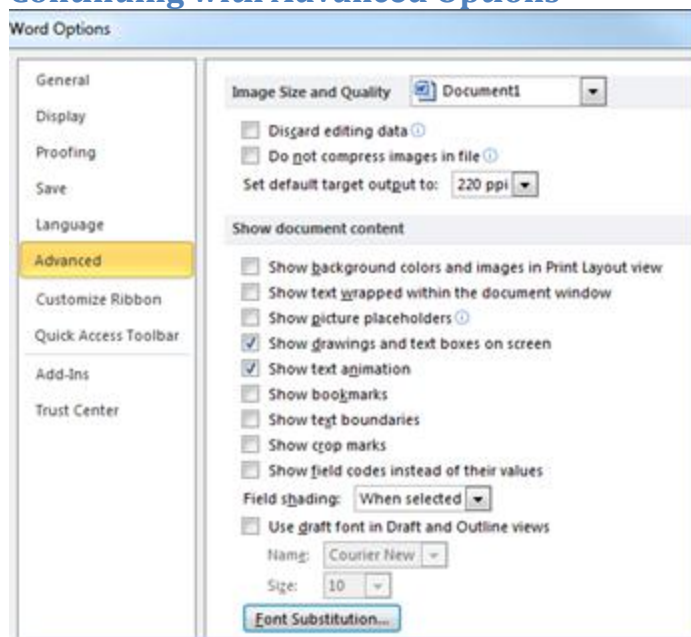 Continuing with Advanced Options
Word Options
General
Display
Proofing
Save
Language
Advanced
Customize Ribbon
Quick Access Toolbar
Add-Ins
Trust Center
Image Size and Quality Document1
Discard editing data
Do not compress images in file
Set default target output to: 220 ppi
Show document content
Show background colors and images in Print Layout view
Show text wrapped within the document window
Show picture placeholders
Show drawings and text boxes on screen
Show text animation
Show bookmarks
Show text boundaries
Show crop marks
Show field codes instead of their values
Field shading: When selected
Use draft font in Draft and Outline views
Name: Courier New
Size: 10
Font Substitution...